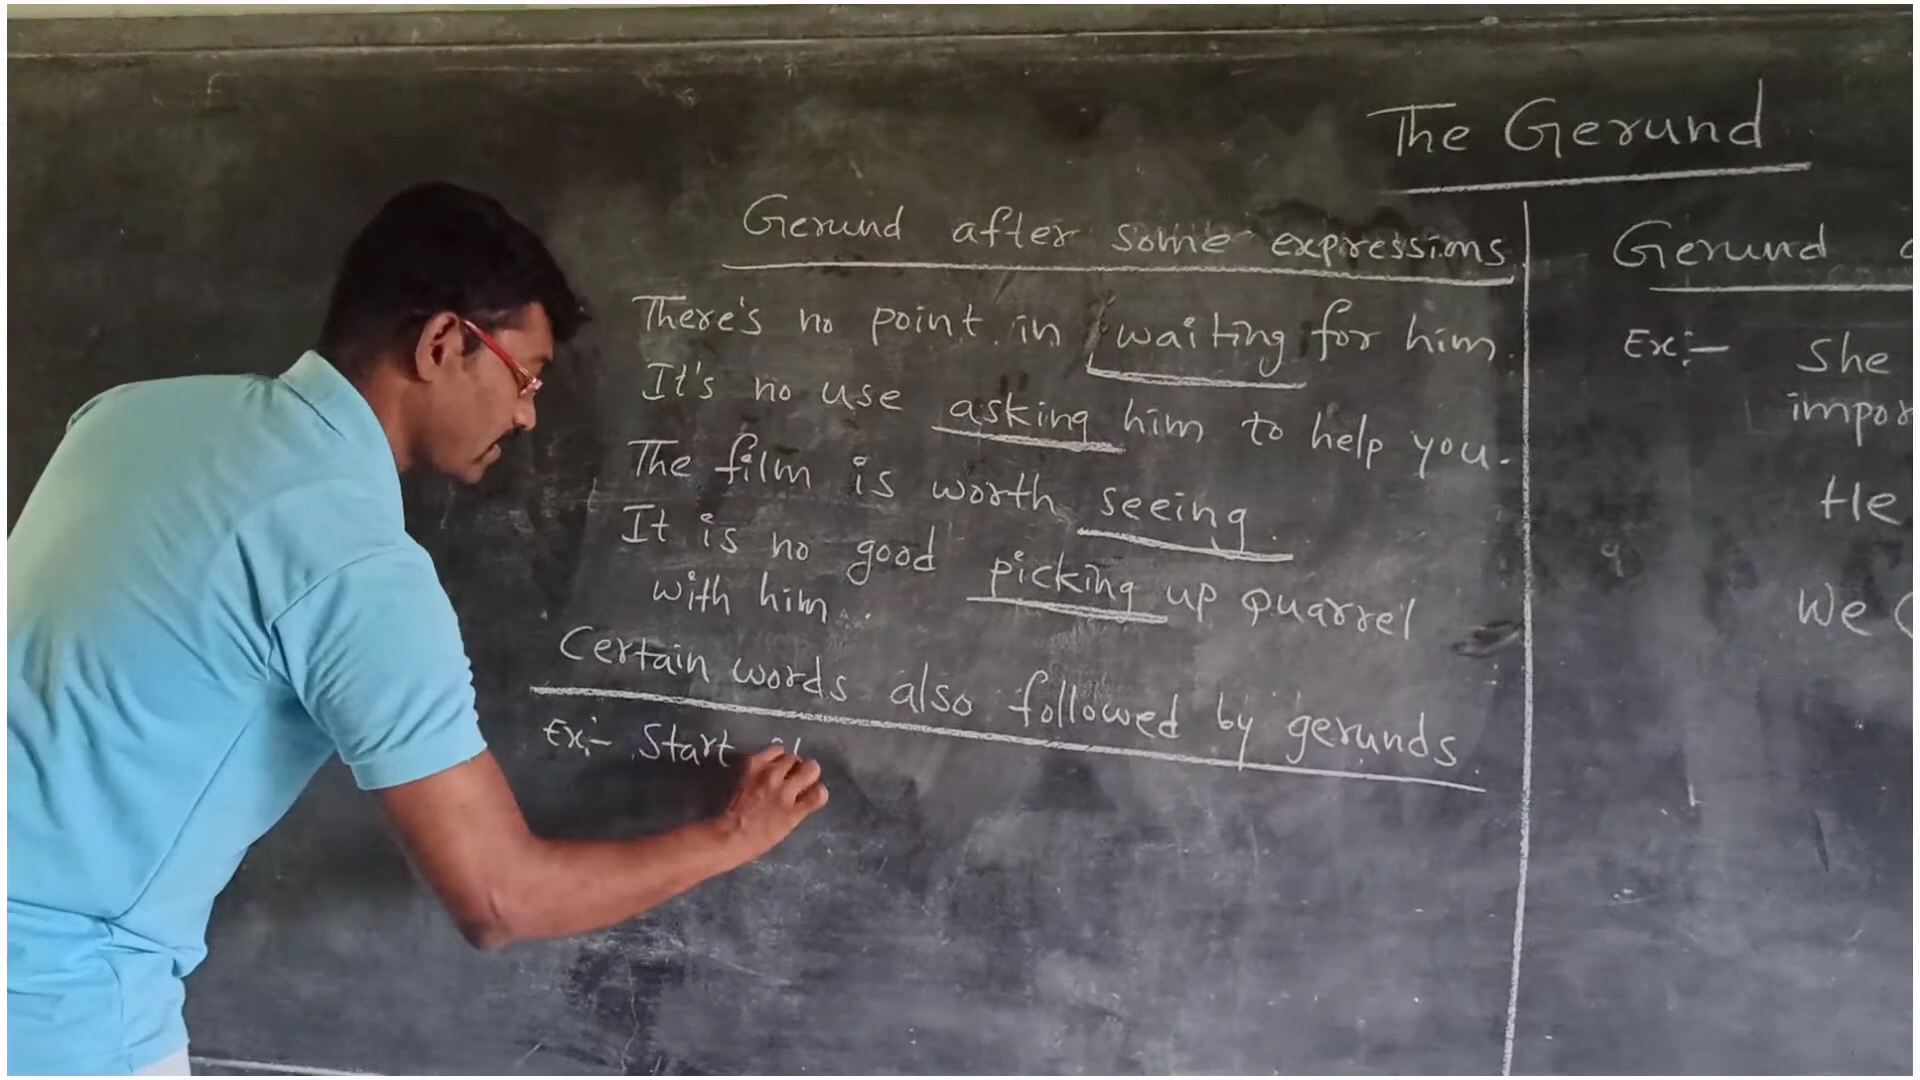 The Gerund
Gerund after some expressions.
There's no point in waiting for him.
It's no use asking him to help you.
The film is worth seeing.
It is no good picking up quarrel
with him.
Certain words also followed by gerunds.
Ex:- Start
Gerund
Ex:- She
He
We